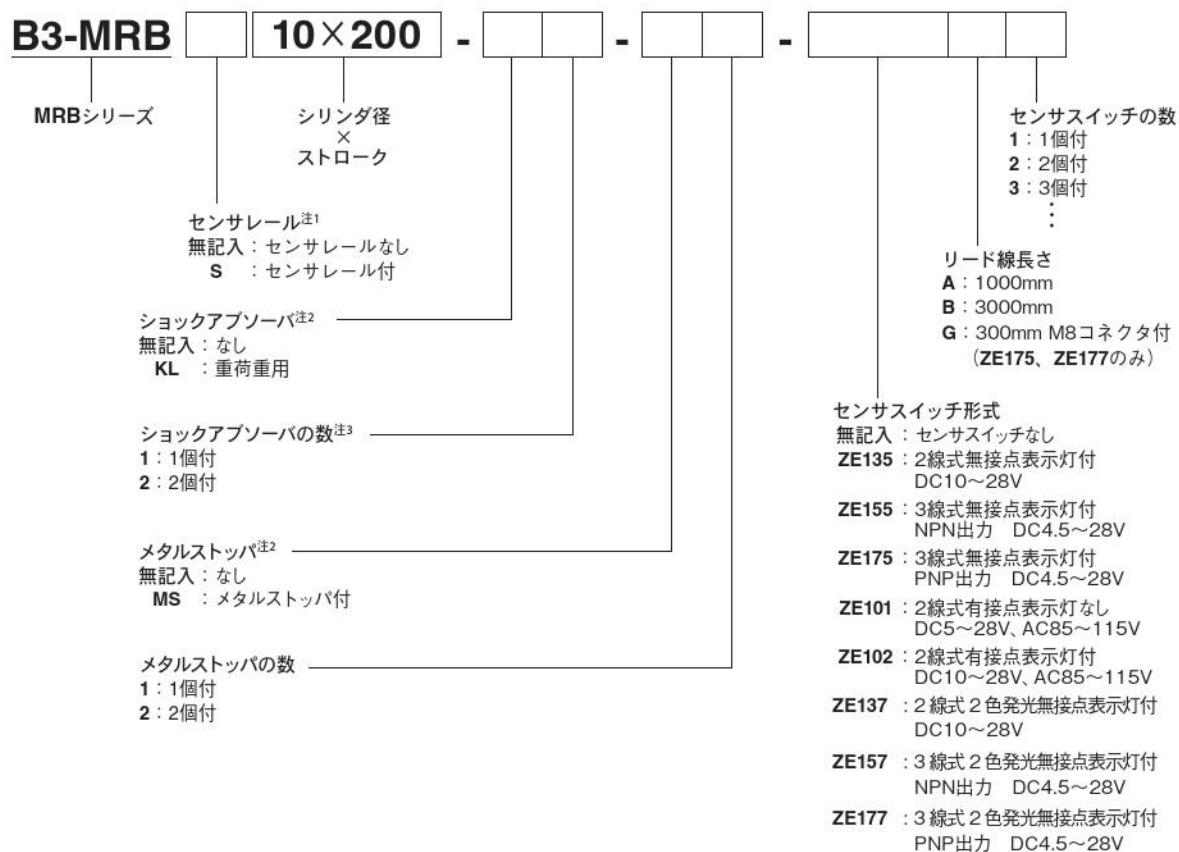 B3-MRB 10×200 - - -
MRBシリーズ
シリンダ径
×
ストローク
センサレール注1
無記入：センサレールなし
S ：センサレール付
ショックアブソーバ注2
無記入：なし
KL ：重荷重用
ショックアブソーバの数注3
1：1個付
2：2個付
メタルストッパ注2
無記入：なし
MS ：メタルストッパ付
メタルストッパの数
1：1個付
2：2個付
センサスイッチの数
1：1個付
2：2個付
3：3個付
⋮
リード線長さ
A：1000mm
B：3000mm
G：300mm M8コネクタ付
（ZE175、ZE177のみ）
センサスイッチ形式
無記入：センサスイッチなし
ZE135：2線式無接点表示灯付
DC10〜28V
ZE155：3線式無接点表示灯付
NPN出力 DC4.5〜28V
ZE175：3線式無接点表示灯付
PNP出力 DC4.5〜28V
ZE101：2線式有接点表示灯なし
DC5〜28V、AC85〜115V
ZE102：2線式有接点表示灯付
DC10〜28V、AC85〜115V
ZE137：2線式2色発光無接点表示灯付
DC10〜28V
ZE157：3線式2色発光無接点表示灯付
NPN出力 DC4.5〜28V
ZE177：3線式2色発光無接点表示灯付
PNP出力 DC4.5〜28V